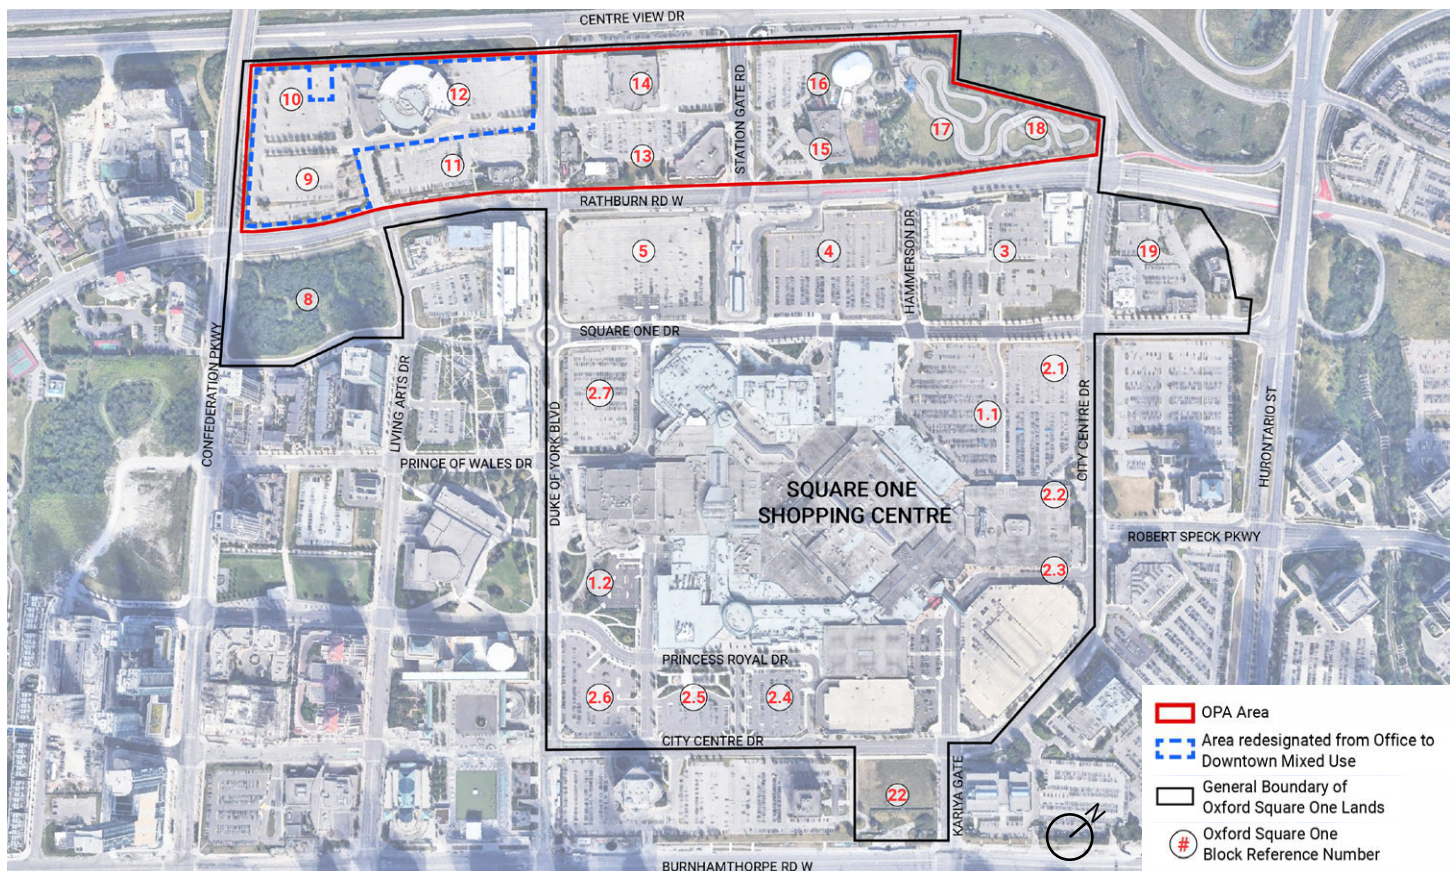 CENTRE VIEW DR
10
12
14
16
STATION GATE RD
17
18
13
15
11
9
RATHBURN RD W
5
4
HAMMERSON DR
3
19
8
CONFEDERATION PKWY
SQUARE ONE DR
LIVING ARTS DR
2.7
2.1
1.1
CITY CENTRE DR
HURONTARIO ST
DUKE OF YORK BLVD
PRINCE OF WALES DR
SQUARE ONE
SHOPPING CENTRE
2.2
ROBERT SPECK PKWY
1.2
2.3
PRINCESS ROYAL DR
2.6
2.5
2.4
CITY CENTRE DR
22
KARIYA GATE
BURNHAMTHORPE RD W
N
OPA Area
Area redesignated from Office to
Downtown Mixed Use
General Boundary of
Oxford Square One Lands
# Oxford Square One
Block Reference Number